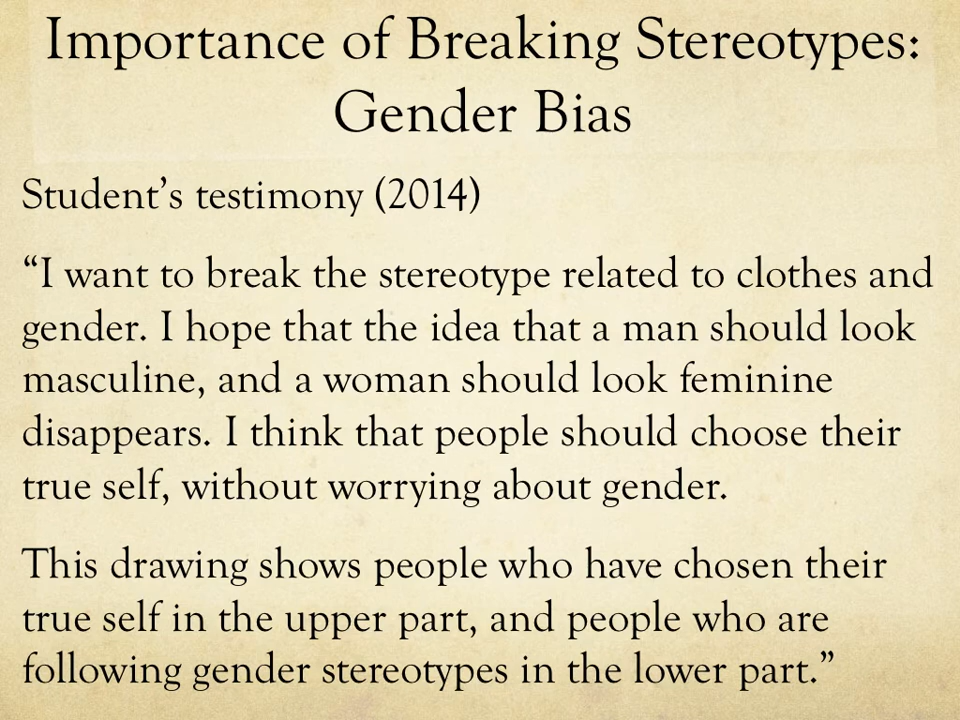 Importance of Breaking Stereotypes:
Gender Bias
Student’s testimony (2014)
“I want to break the stereotype related to clothes and
gender. I hope that the idea that a man should look
masculine, and a woman should look feminine
disappears. I think that people should choose their
true self, without worrying about gender.
This drawing shows people who have chosen their
true self in the upper part, and people who are
following gender stereotypes in the lower part.”